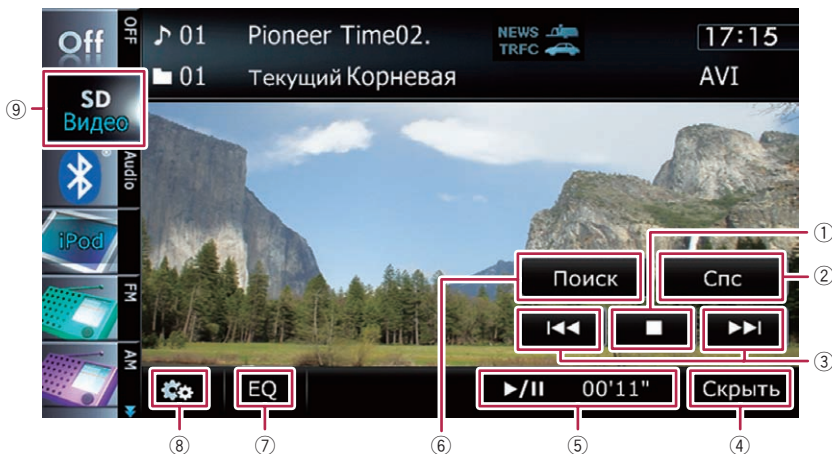 Off
OFF
♪ 01 Pioneer Time02.
NEWS
TRFC
17:15
01 Текущий Корневая
AVI
⑨
SD
Видео
Audio
iPod
FM
AM
①
Поиск
Спс
②
③
EQ
►/II 00'11"
Скрыть
⑧
⑦
⑥
⑤
④